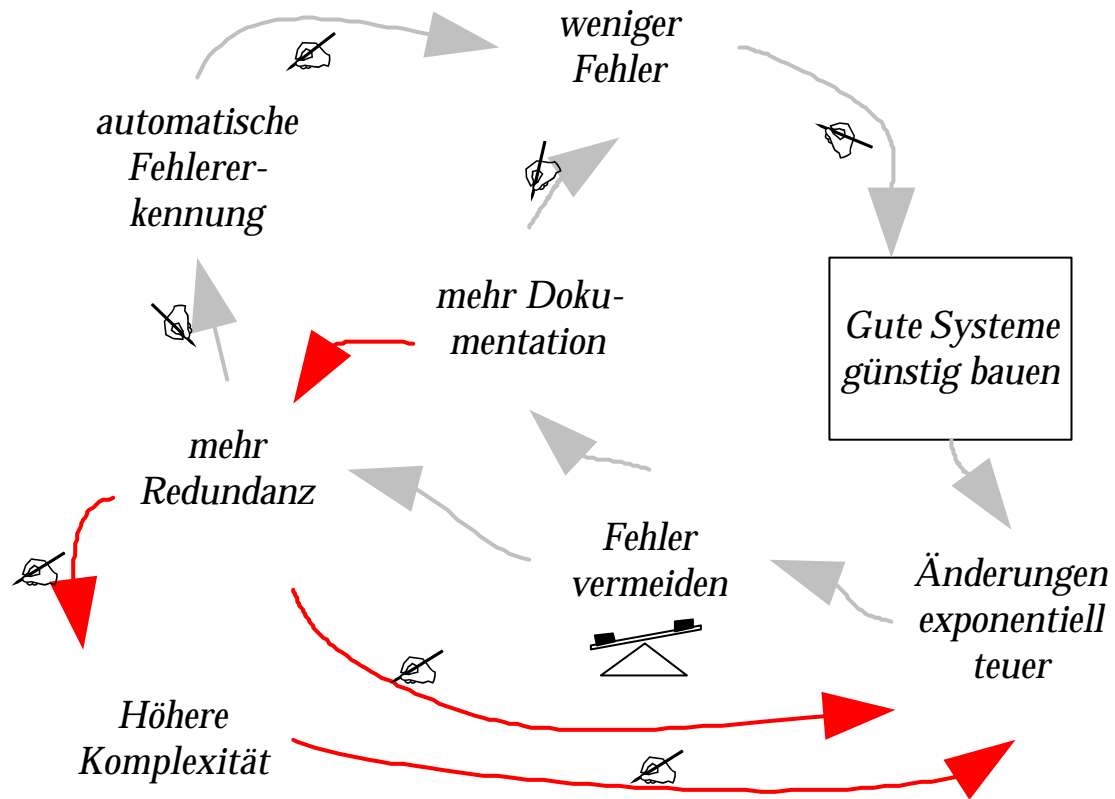 weniger
Fehler
automatische
Fehlerer-
kennung
mehr Doku-
mentation
Gute Systeme
günstig bauen
mehr
Redundanz
Fehler
vermeiden
Änderungen
exponentiell
teuer
Höhere
Komplexität